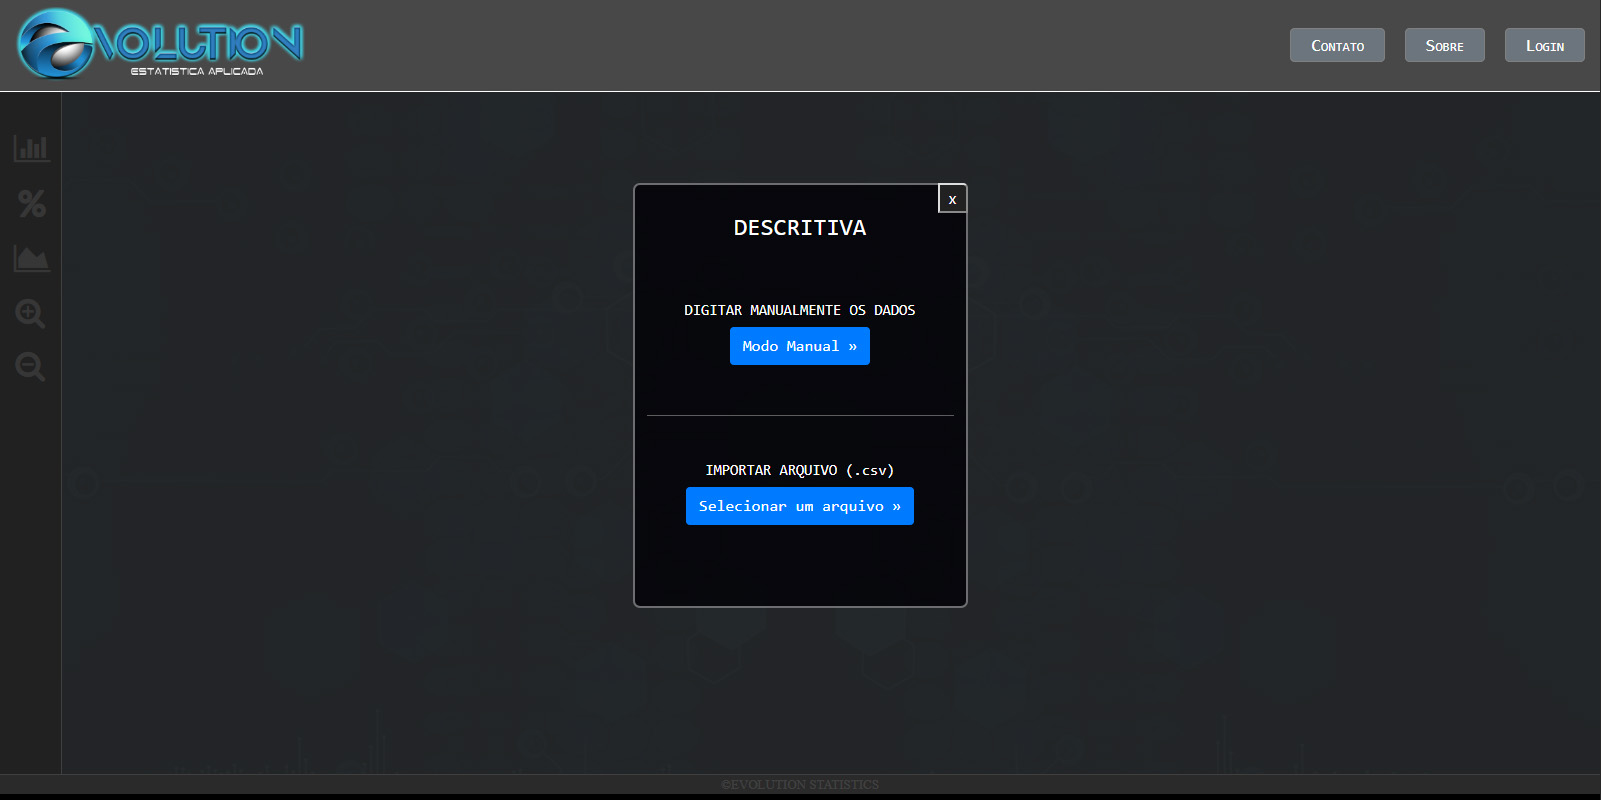 EVOLUTION
ESTATISTICA APLICADA
Contato
Sobre
Login
x
DESCRITIVA
DIGITAR MANUALMENTE OS DADOS
Modo Manual »
IMPORTAR ARQUIVO (.csv)
Selecionar um arquivo »
©EVOLUTION STATISTICS